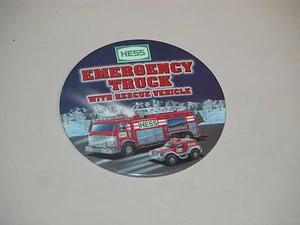 HESS
EMERGENCY
TRUCK
WITH RESCUE VEHICLE
HESS